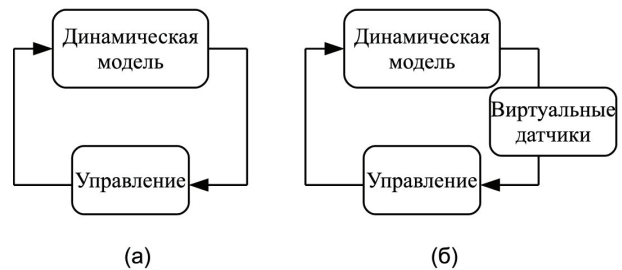 Динамическая
модель
Управление
(а)
Динамическая
модель
Виртуальные
датчики
Управление
(б)